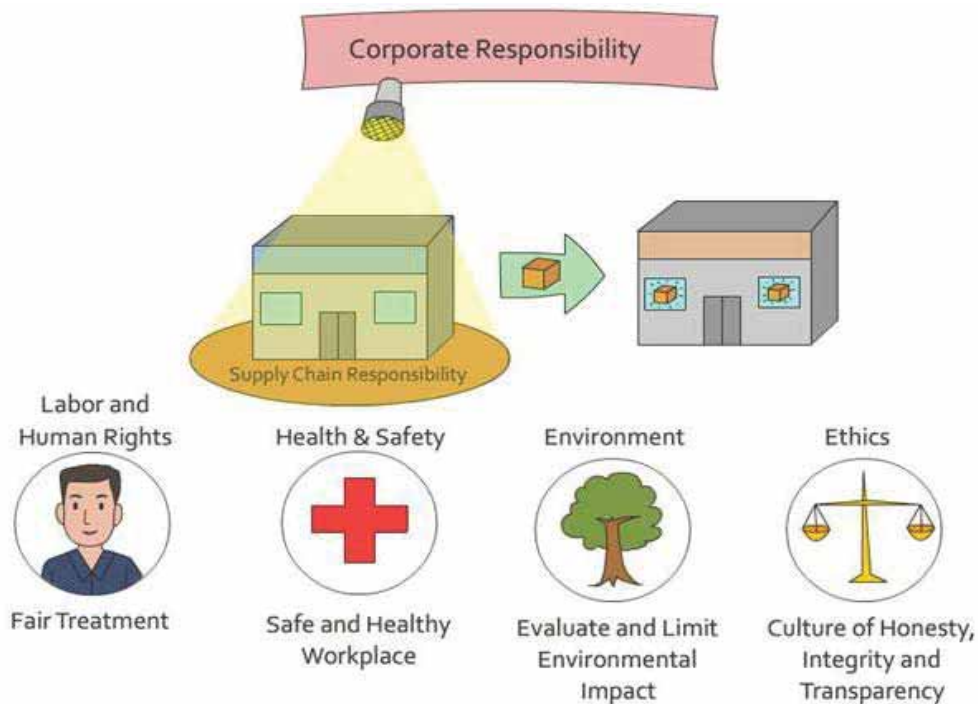 Corporate Responsibility
Supply Chain Responsibility
Labor and
Human Rights
Fair Treatment
Health & Safety
Safe and Healthy
Workplace
Environment
Evaluate and Limit
Environmental
Impact
Ethics
Culture of Honesty,
Integrity and
Transparency